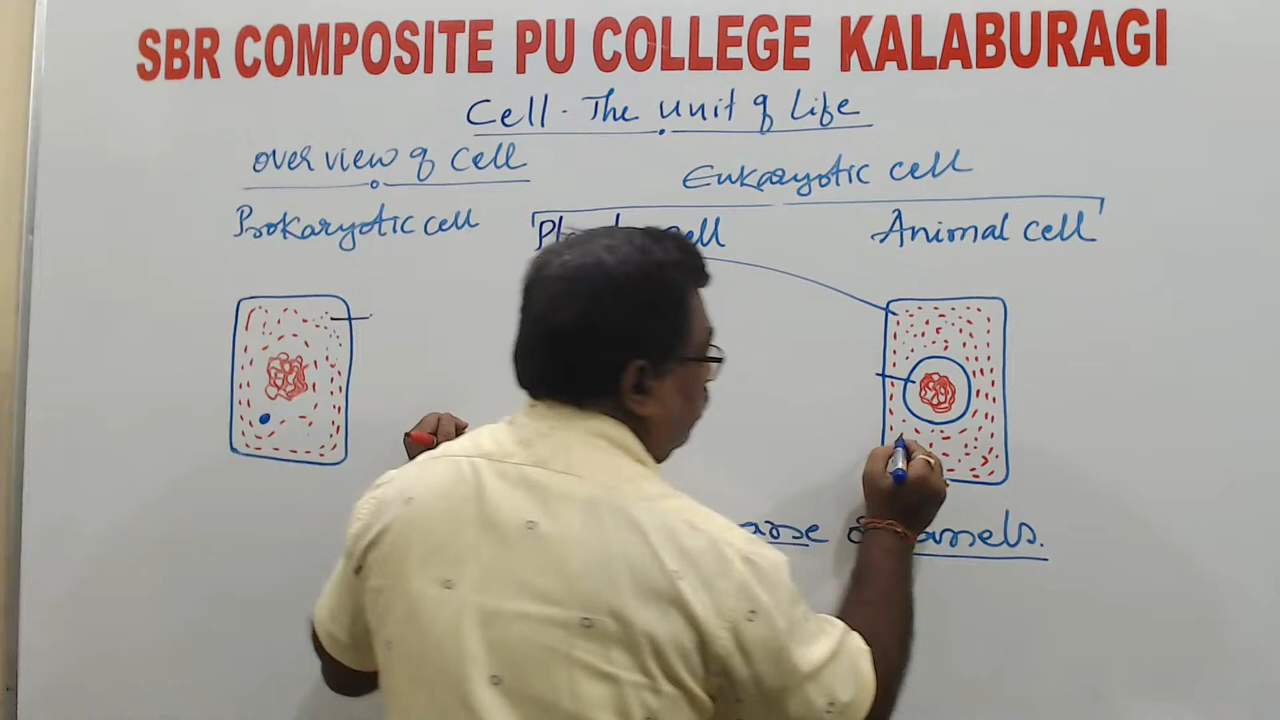 SBR COMPOSITE PU COLLEGE KALABURAGI
Cell - The unit of Life
over view of cell
Eukaryotic cell
Prokaryotic cell
cell
Animal cell